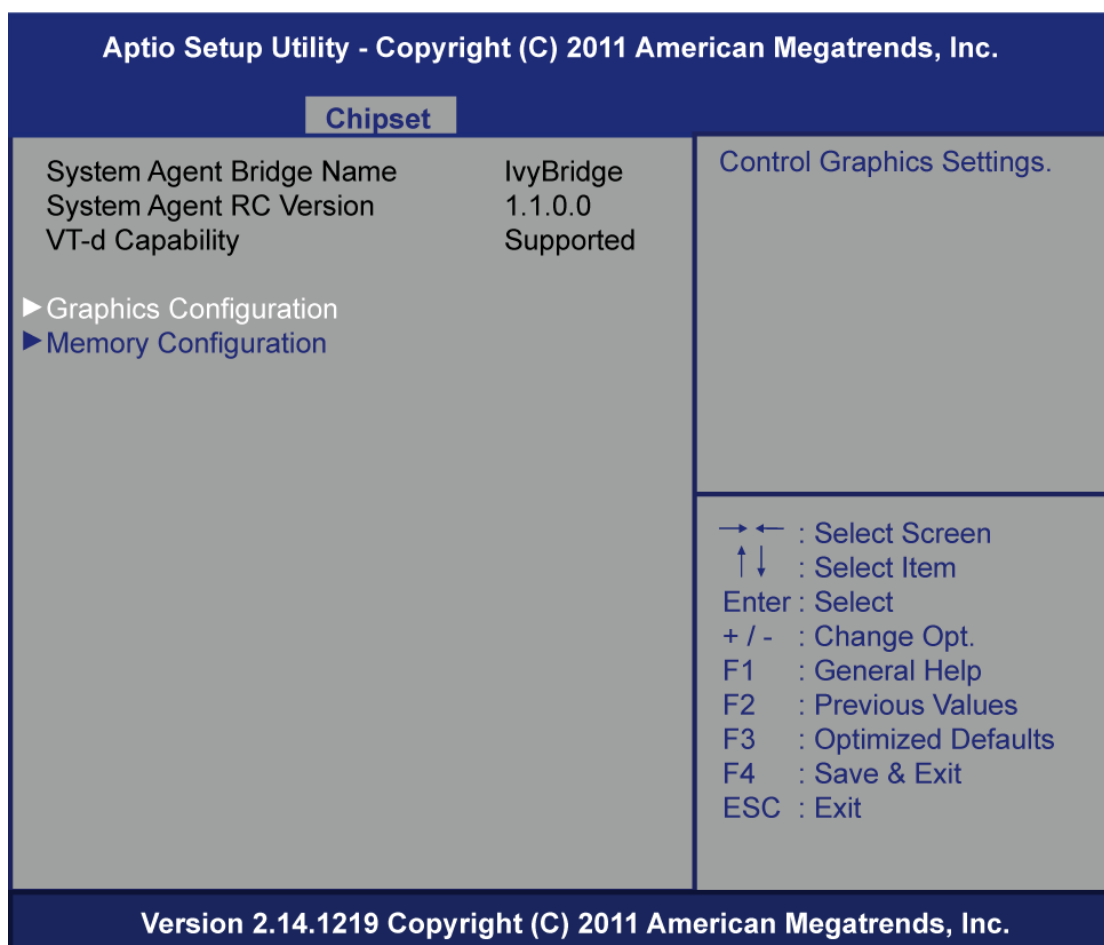 Aptio Setup Utility - Copyright (C) 2011 American Megatrends, Inc.
Chipset
System Agent Bridge Name IvyBridge
System Agent RC Version 1.1.0.0
VT-d Capability Supported
►Graphics Configuration
►Memory Configuration
Control Graphics Settings.
→ ← : Select Screen
↑↓ : Select Item
Enter : Select
+ / - : Change Opt.
F1 : General Help
F2 : Previous Values
F3 : Optimized Defaults
F4 : Save & Exit
ESC : Exit
Version 2.14.1219 Copyright (C) 2011 American Megatrends, Inc.